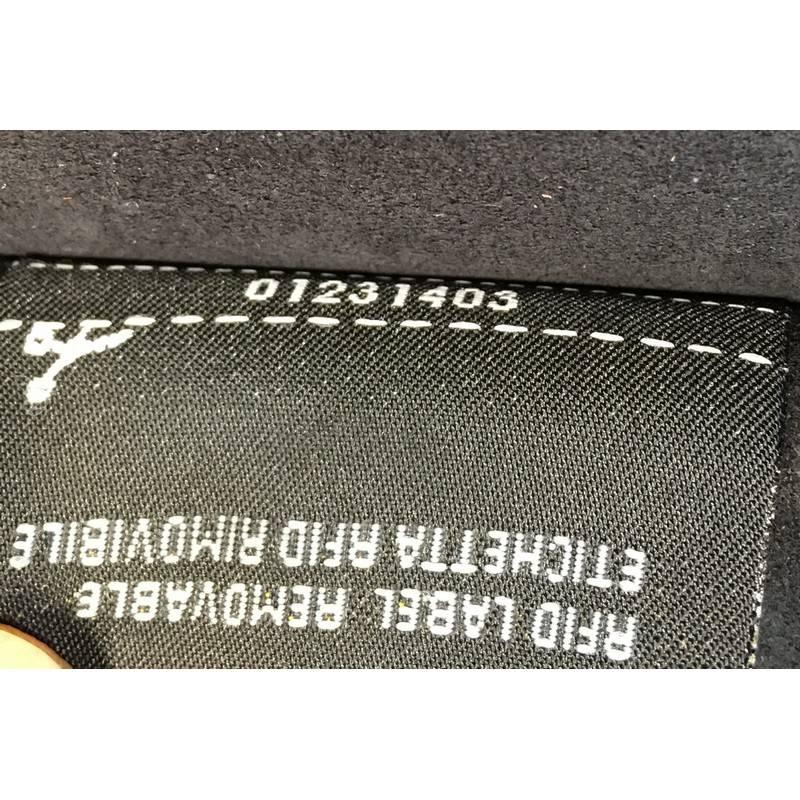 01231403
RFID LABEL REMOVABLE
ETICHETTA RFID RIMOVIBILE